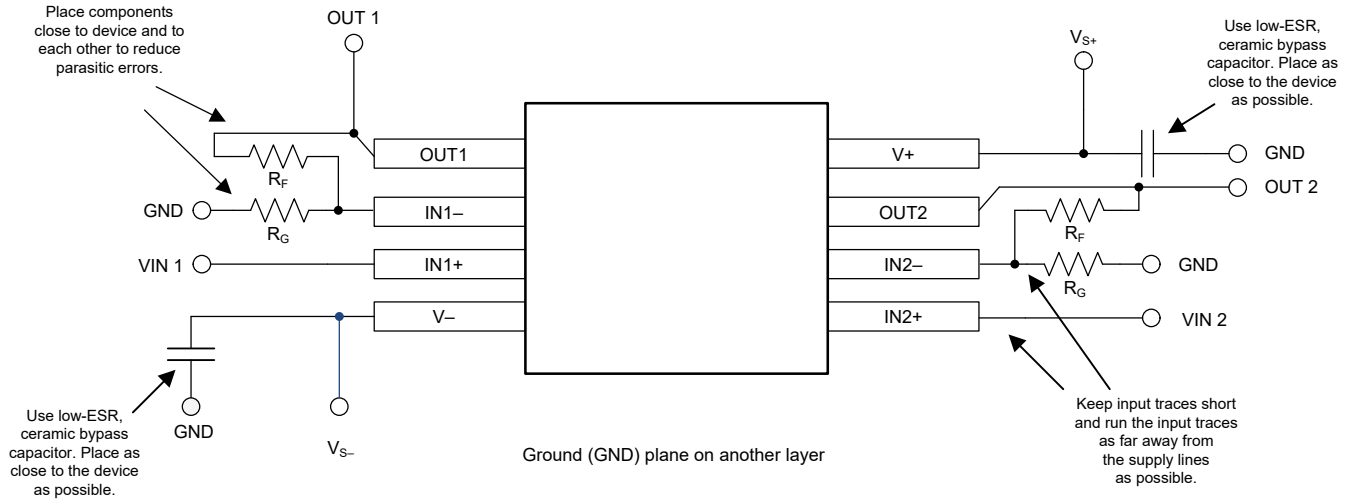 Place components
close to device and to
each other to reduce
parasitic errors.
OUT 1
VS+
Use low-ESR,
ceramic bypass
capacitor. Place as
close to the device
as possible.
OUT1
V+
GND
RF
OUT 2
GND
IN1–
OUT2
RG
RF
VIN 1
IN1+
IN2–
GND
RG
V–
IN2+
VIN 2
Use low-ESR,
ceramic bypass
capacitor. Place as
close to the device
as possible.
GND
VS–
Ground (GND) plane on another layer
Keep input traces short
and run the input traces
as far away from
the supply lines
as possible.